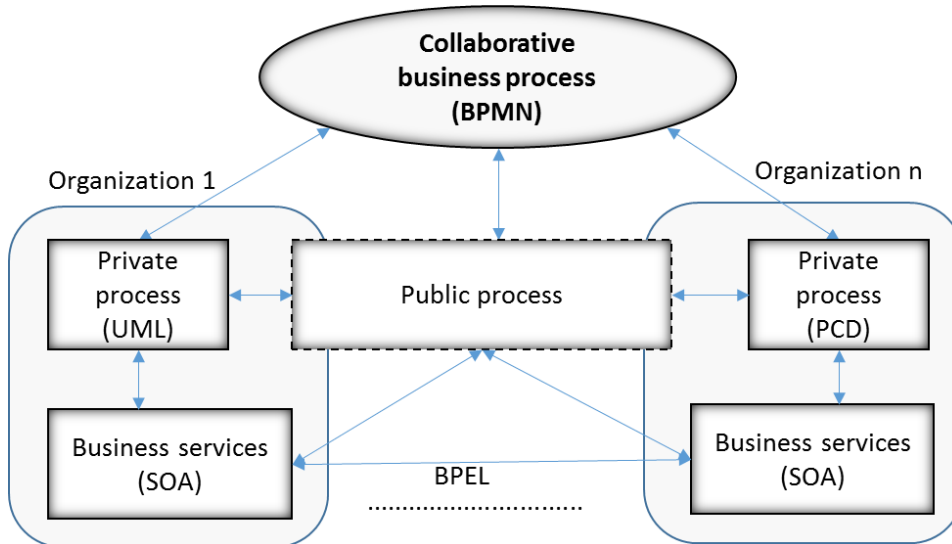 Collaborative
business process
(BPMN)
Organization 1
Organization n
Private
process
(UML)
Public process
Private
process
(PCD)
Business services
(SOA)
BPEL
................................
Business services
(SOA)